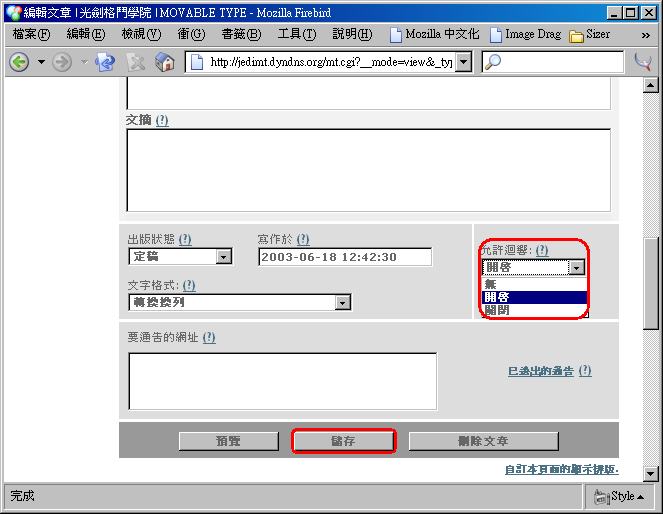 編輯文章 | 光劍格鬥學院 | MOVABLE TYPE - Mozilla Firebird
檔案(F) 編輯(E) 檢視(V) 衝(G) 書籤(B) 工具(T) 說明(H) Mozilla 中文化 Image Drag Sizer »
http://jedimt.dyndns.org/mt.cgi?__mode=view&_typ
文摘 (?)
出版狀態 (?) 寫作於 (?) 允許迴響: (?)
定稿 2003-06-18 12:42:30 開啓
無
開啓
關閉
文字格式: (?)
轉換換列
要通告的網址 (?)
已送出的通告 (?)
預覽 儲存 刪除文章
自訂本頁面的顯示排版.
完成 Style